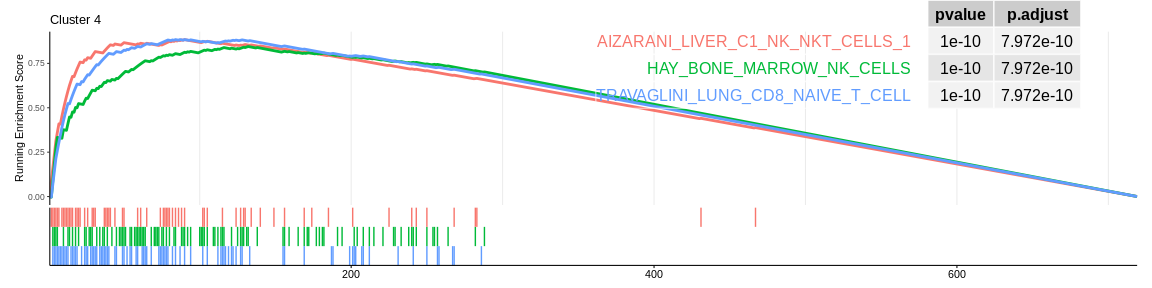 Cluster 4
pvalue p.adjust
AIZARANI_LIVER_C1_NK_NKT_CELLS_1 1e-10 7.972e-10
HAY_BONE_MARROW_NK_CELLS 1e-10 7.972e-10
TRAVAGLINI_LUNG_CD8_NAIVE_T_CELL 1e-10 7.972e-10
Running Enrichment Score
0.75
0.50
0.25
0.00
200 400 600